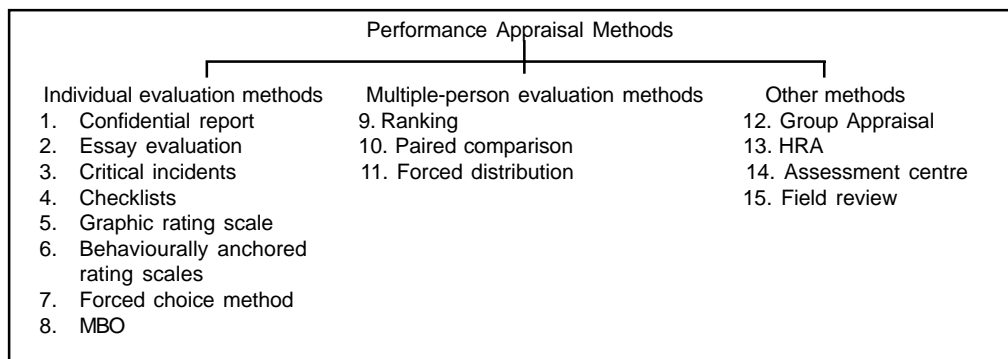 Performance Appraisal Methods
Individual evaluation methods
1. Confidential report
2. Essay evaluation
3. Critical incidents
4. Checklists
5. Graphic rating scale
6. Behaviourally anchored
rating scales
7. Forced choice method
8. MBO
Multiple-person evaluation methods
9. Ranking
10. Paired comparison
11. Forced distribution
Other methods
12. Group Appraisal
13. HRA
14. Assessment centre
15. Field review